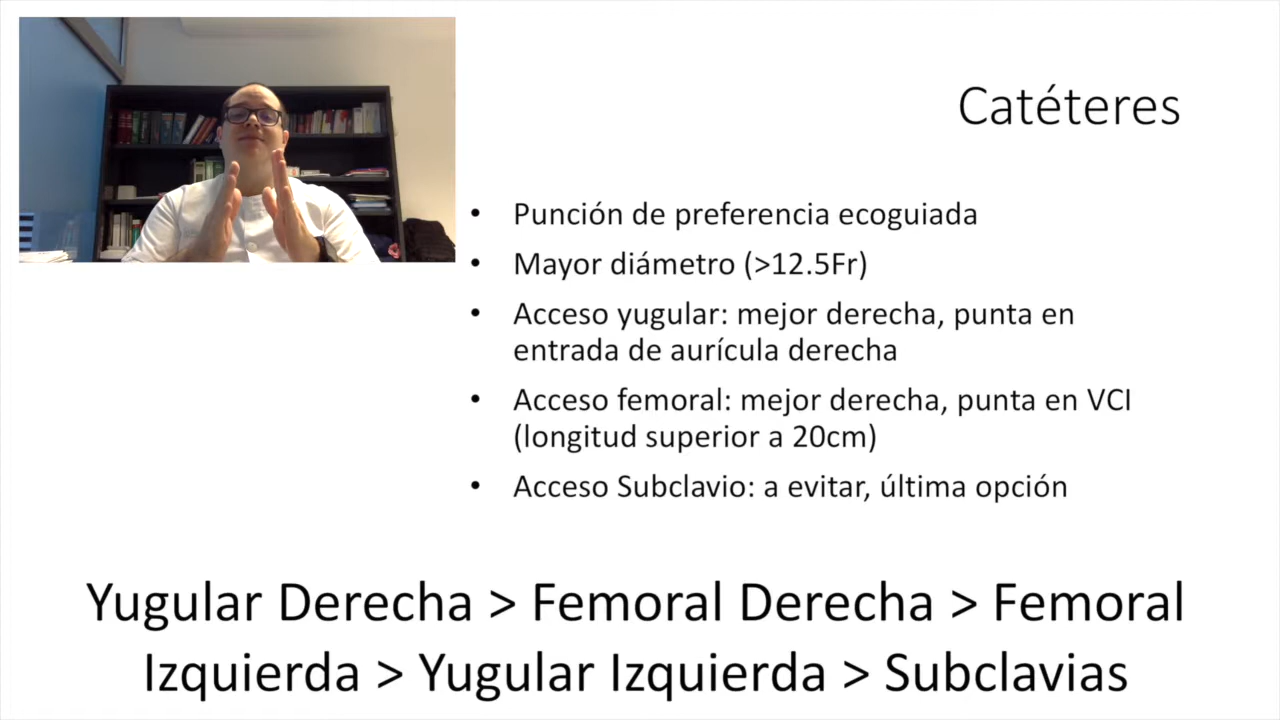 Catéteres
• Punción de preferencia ecoguiada
• Mayor diámetro (>12.5Fr)
• Acceso yugular: mejor derecha, punta en
entrada de aurícula derecha
• Acceso femoral: mejor derecha, punta en VCI
(longitud superior a 20cm)
• Acceso Subclavio: a evitar, última opción
Yugular Derecha > Femoral Derecha > Femoral
Izquierda > Yugular Izquierda > Subclavias